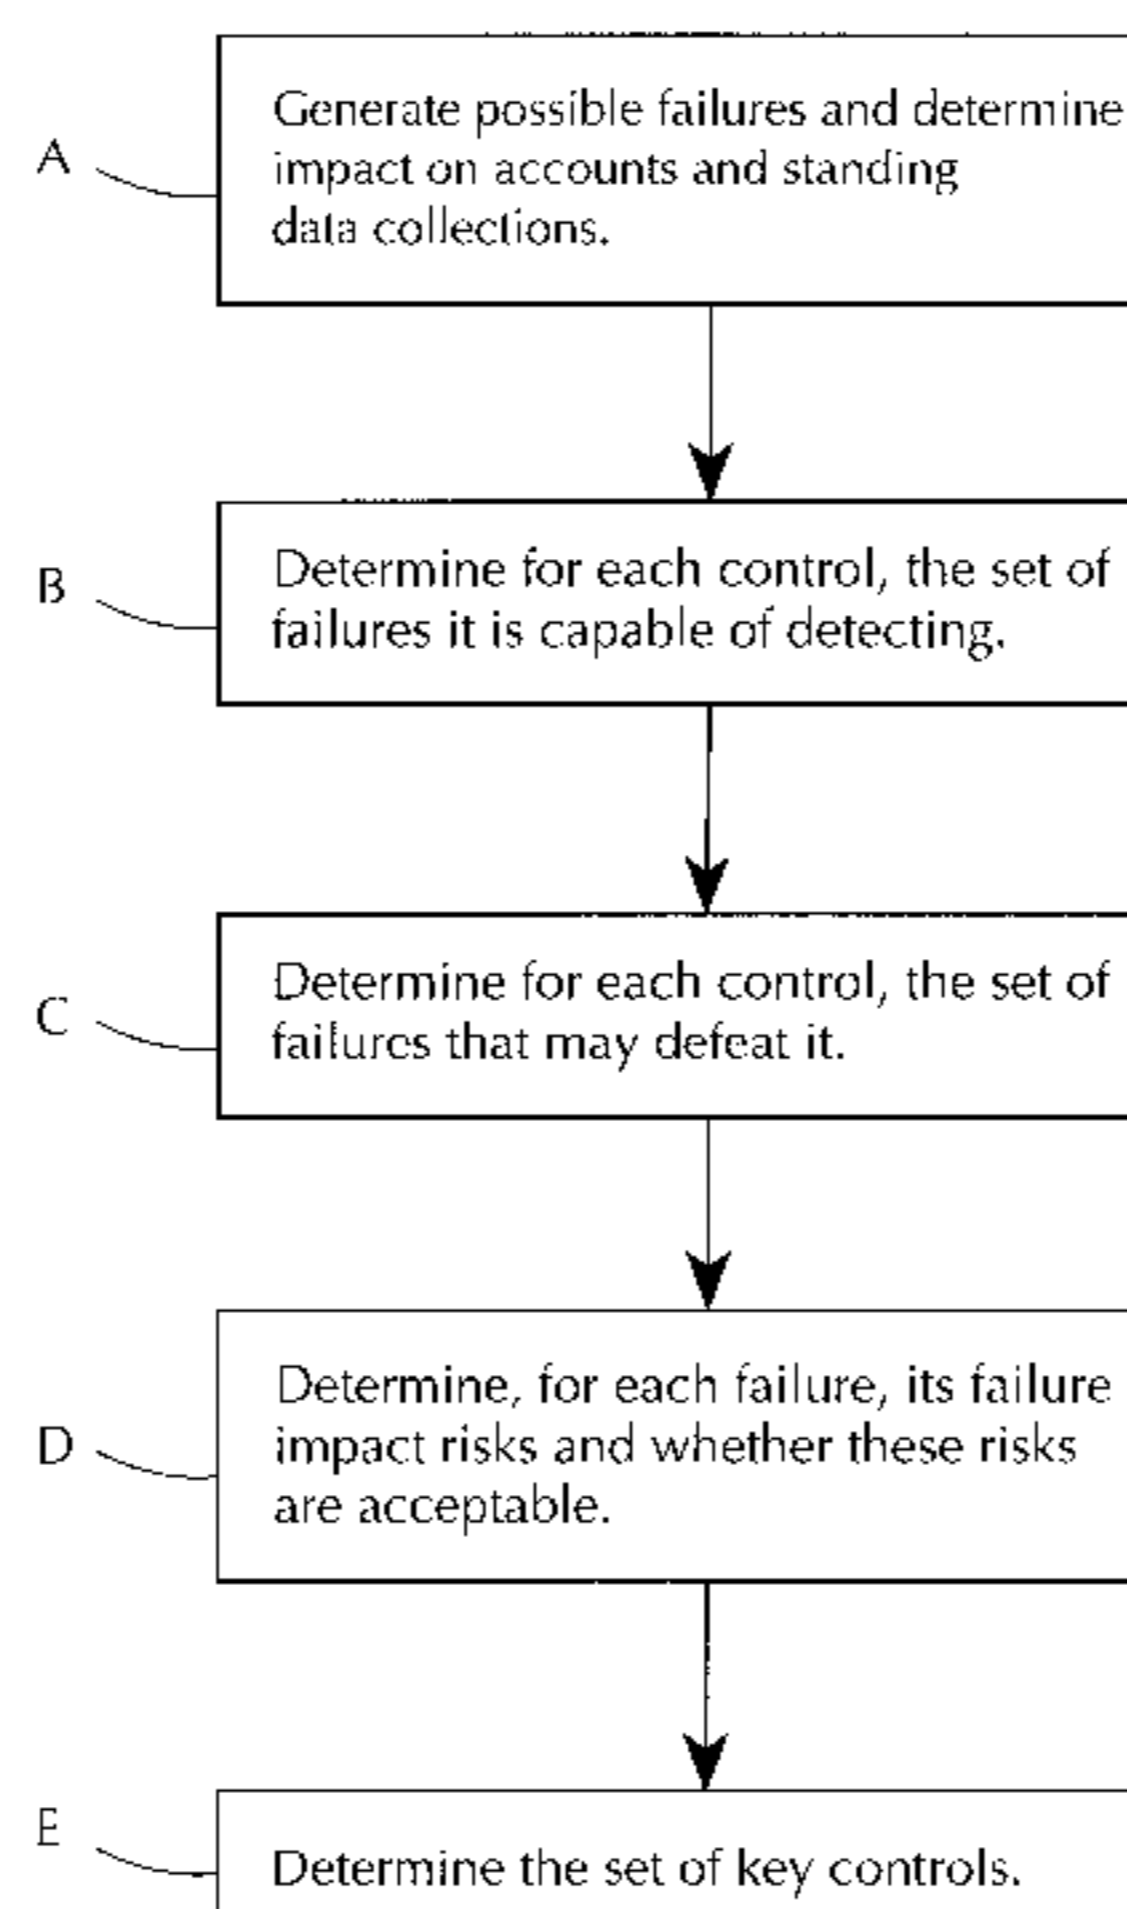 A
Generate possible failures and determine
impact on accounts and standing
data collections.
B
Determine for each control, the set of
failures it is capable of detecting.
C
Determine for each control, the set of
failures that may defeat it.
D
Determine, for each failure, its failure
impact risks and whether these risks
are acceptable.
E
Determine the set of key controls.